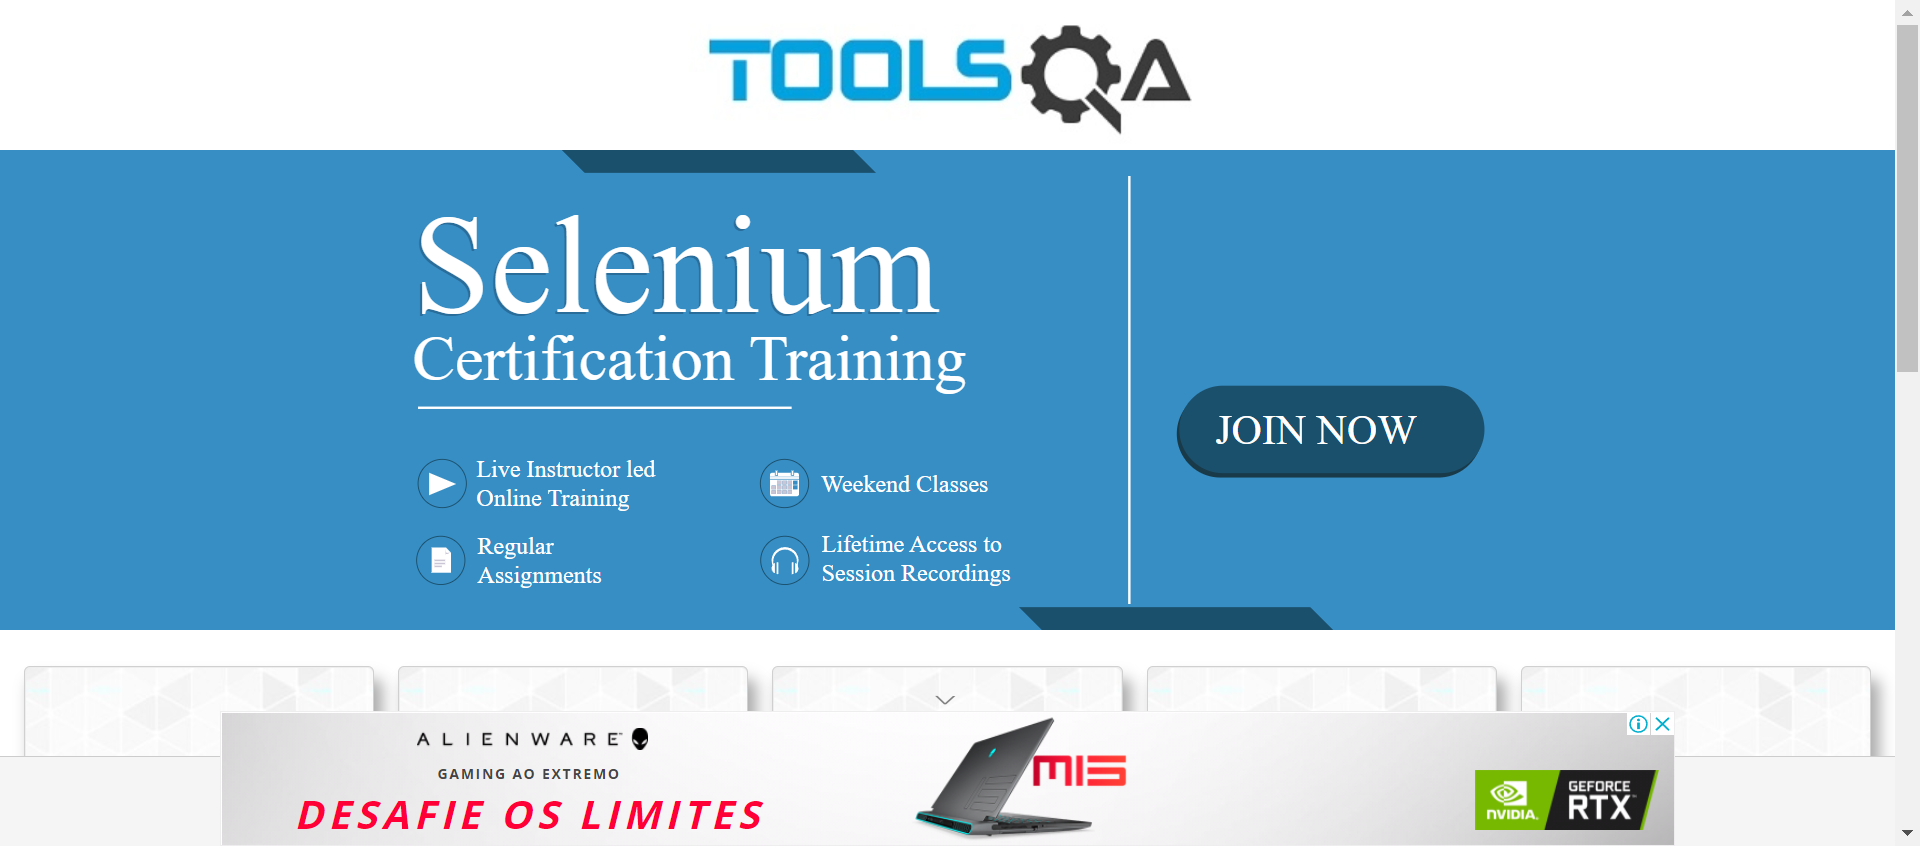 TOOLSQA
Selenium
Certification Training
Live Instructor led
Online Training
Weekend Classes
Regular
Assignments
Lifetime Access to
Session Recordings
JOIN NOW
ALIENWARE
GAMING AO EXTREMO
DESAFIE OS LIMITES
M15
NVIDIA.
GEFORCE
RTX